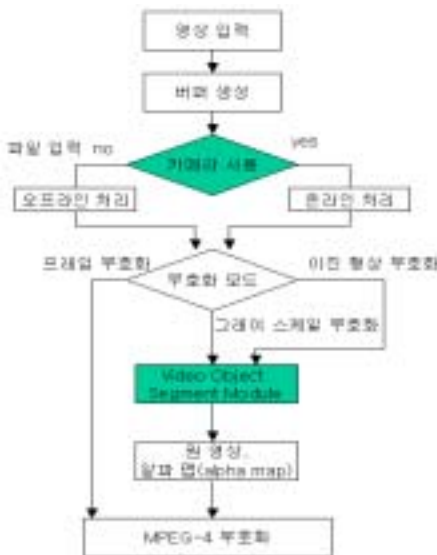 영상 입력
버퍼 생성
파일 입력 no
yes
카메라 사용
오프라인 처리
온라인 처리
프레임 부호화
이진 형상 부호화
부호화 모드
그레이 스케일 부호화
Video Object
Segment Module
원 영상,
알파 맵(alpha map)
MPEG-4 부호화